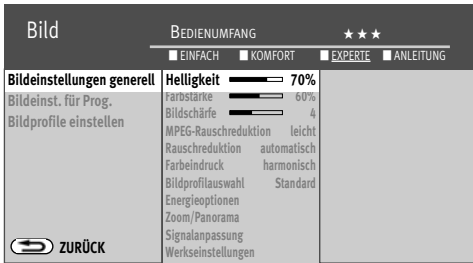 Bild
BEDIENUMFANG ★★★
EINFACH KOMFORT EXPERTE ANLEITUNG
Bildeinstellungen generell Helligkeit 70%
Bildeinst. für Prog. Farbstärke 60%
Bildprofile einstellen Bildschärfe 4
MPEG-Rauschreduktion leicht
Rauschreduktion automatisch
Farbeindruck harmonisch
Bildprofilauswahl Standard
Energieoptionen
Zoom/Panorama
Signalanpassung
ZURÜCK Werkseinstellungen